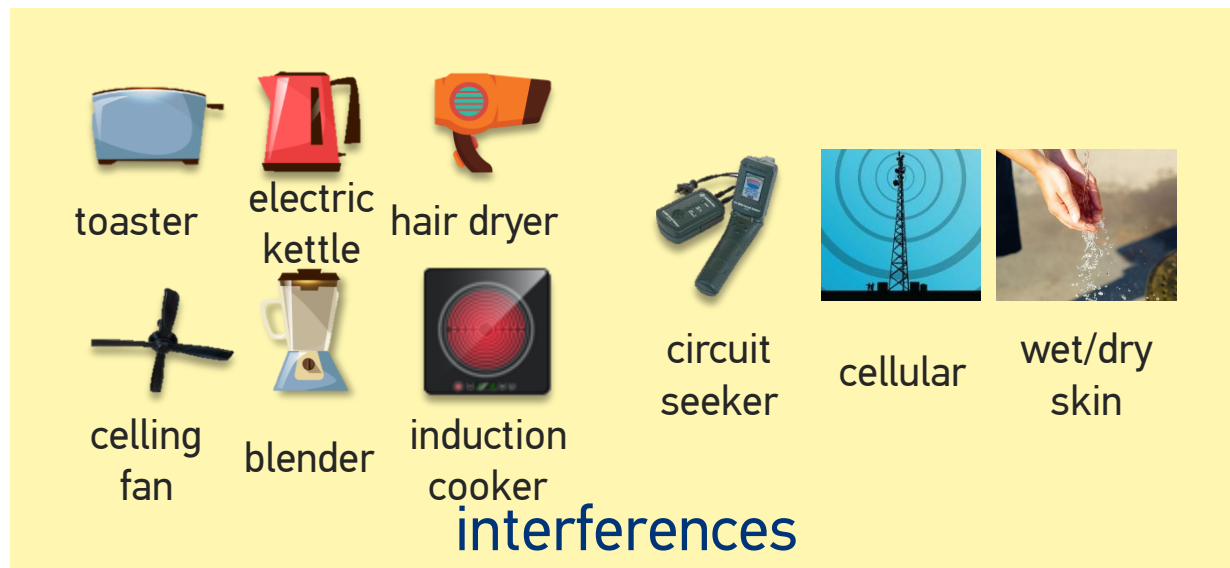 toaster
electric
kettle
hair dryer
celling
fan
blender
induction
cooker
circuit
seeker
cellular
wet/dry
skin
interferences